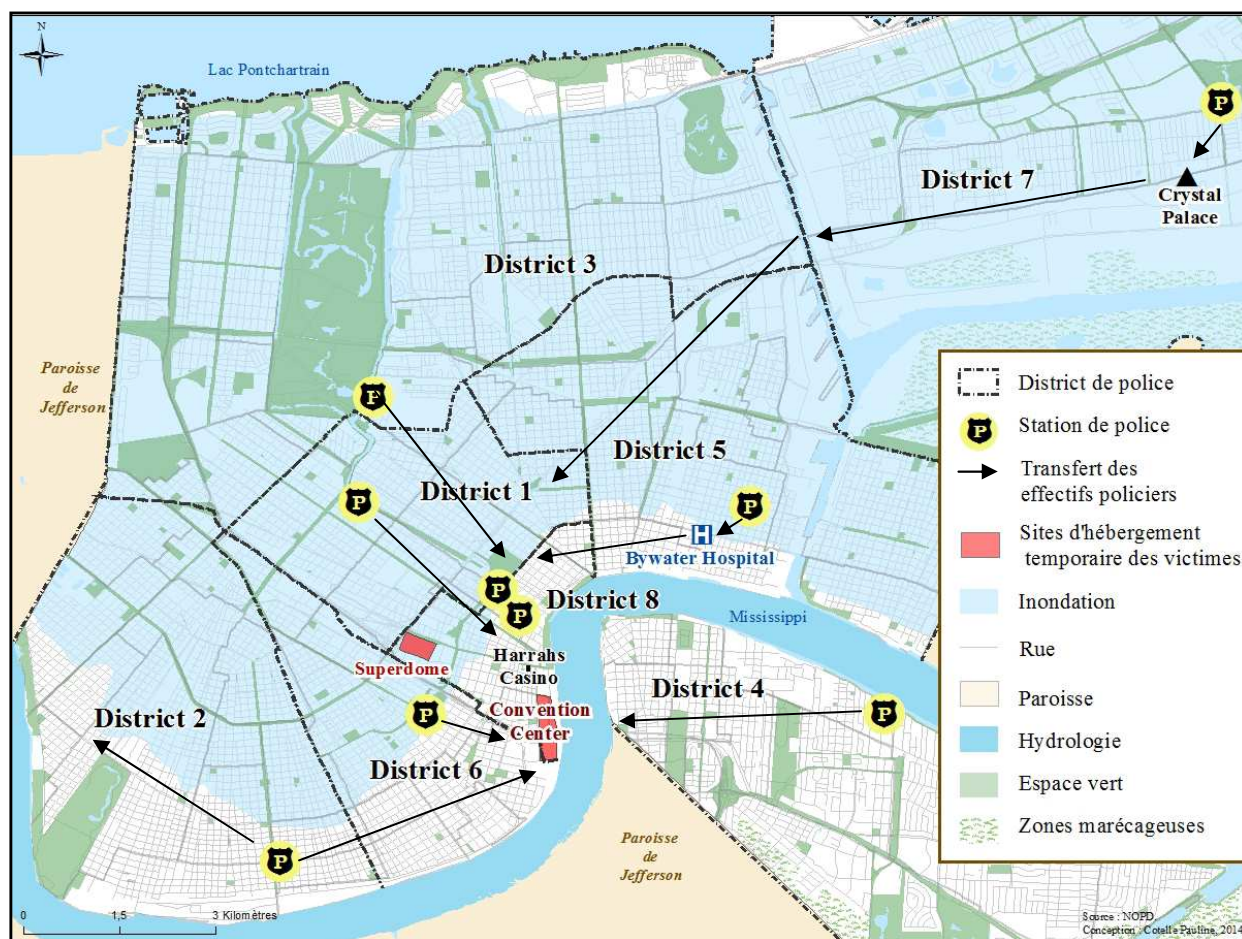 N
Lac Pontchartrain
District 7
Crystal
Palace
District 3
Paroisse
de
Jefferson
District 5
District 1
Bywater Hospital
District 8
Mississippi
Superdome
Harrahs
Casino
Convention
Center
District 4
District 2
District 6
Paroisse
de
Jefferson
P
P
P
P
P
P
P
P
P
H
District de police
P
Station de police
Transfert des
effectifs policiers
Sites d'hébergement
temporaire des victimes
Inondation
Rue
Paroisse
Hydrologie
Espace vert
Zones marécageuses
0 1,5 3 Kilomètres
Source : NOPD
Conception : Cotelle Pauline, 2014